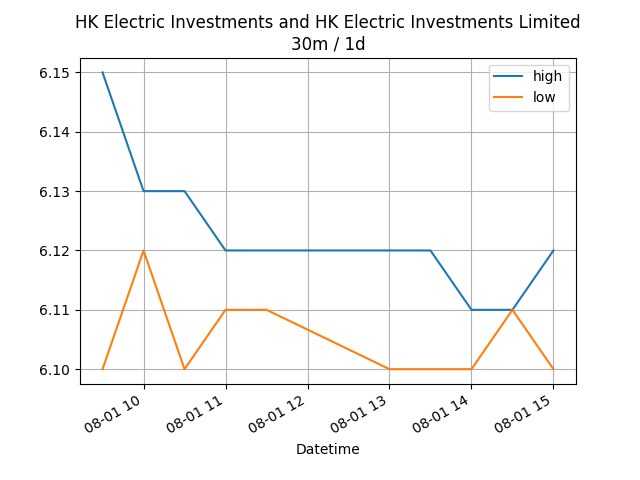 HK Electric Investments and HK Electric Investments Limited
30m / 1d
high
low
6.15
6.14
6.13
6.12
6.11
6.10
08-01 10
08-01 11
08-01 12
08-01 13
08-01 14
08-01 15
Datetime